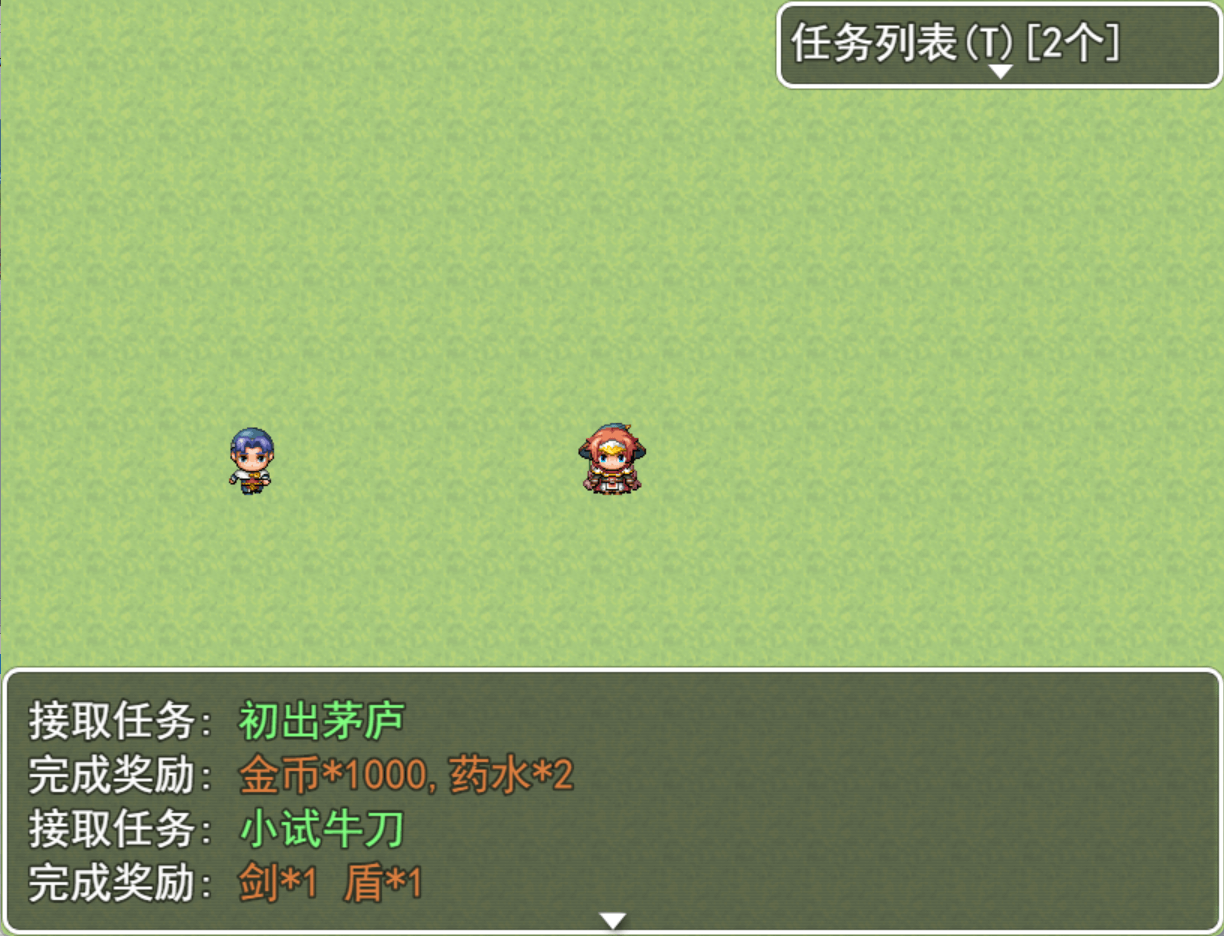 任务列表(T)[2个]
接取任务: 初出茅庐
完成奖励: 金币*1000,药水*2
接取任务: 小试牛刀
完成奖励: 剑*1 盾*1